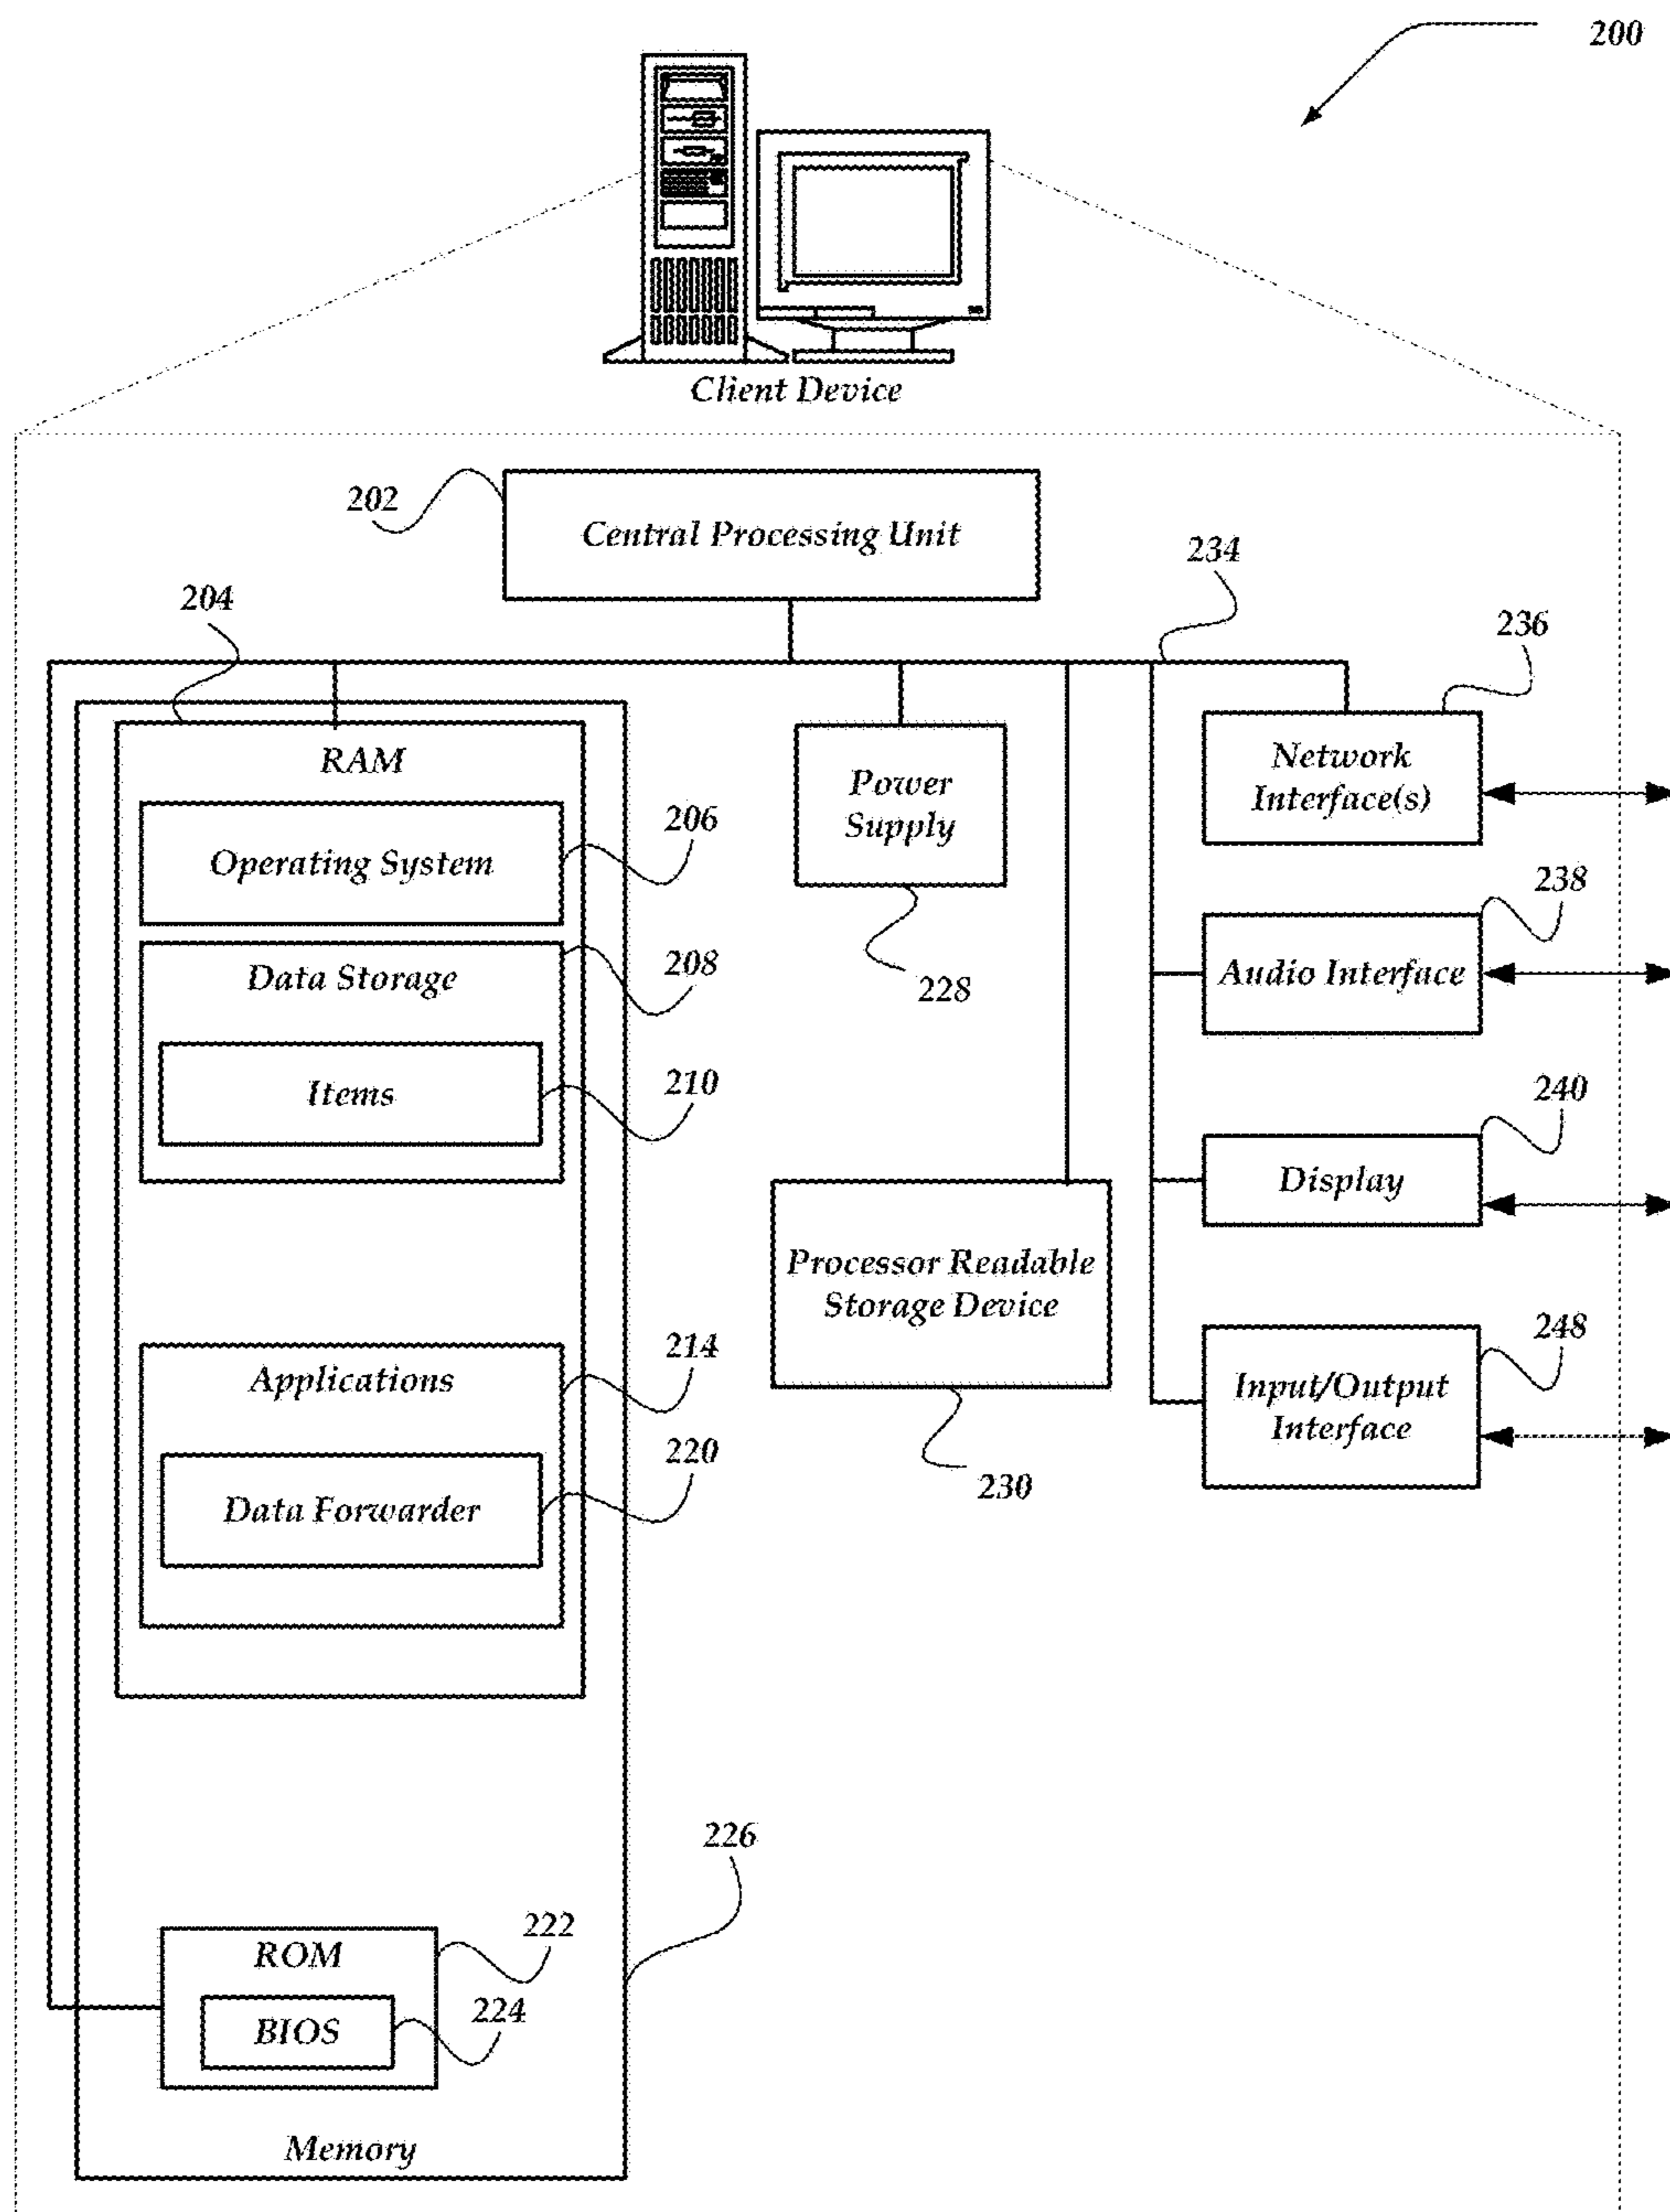 200
Client Device
202
Central Processing Unit
234
204
236
RAM
Operating System
206
Data Storage
208
Items
210
Applications
214
Data Forwarder
220
226
ROM
222
BIOS
224
Memory
Power
Supply
228
Processor Readable
Storage Device
230
Network
Interface(s)
238
Audio Interface
240
Display
248
Input/Output
Interface